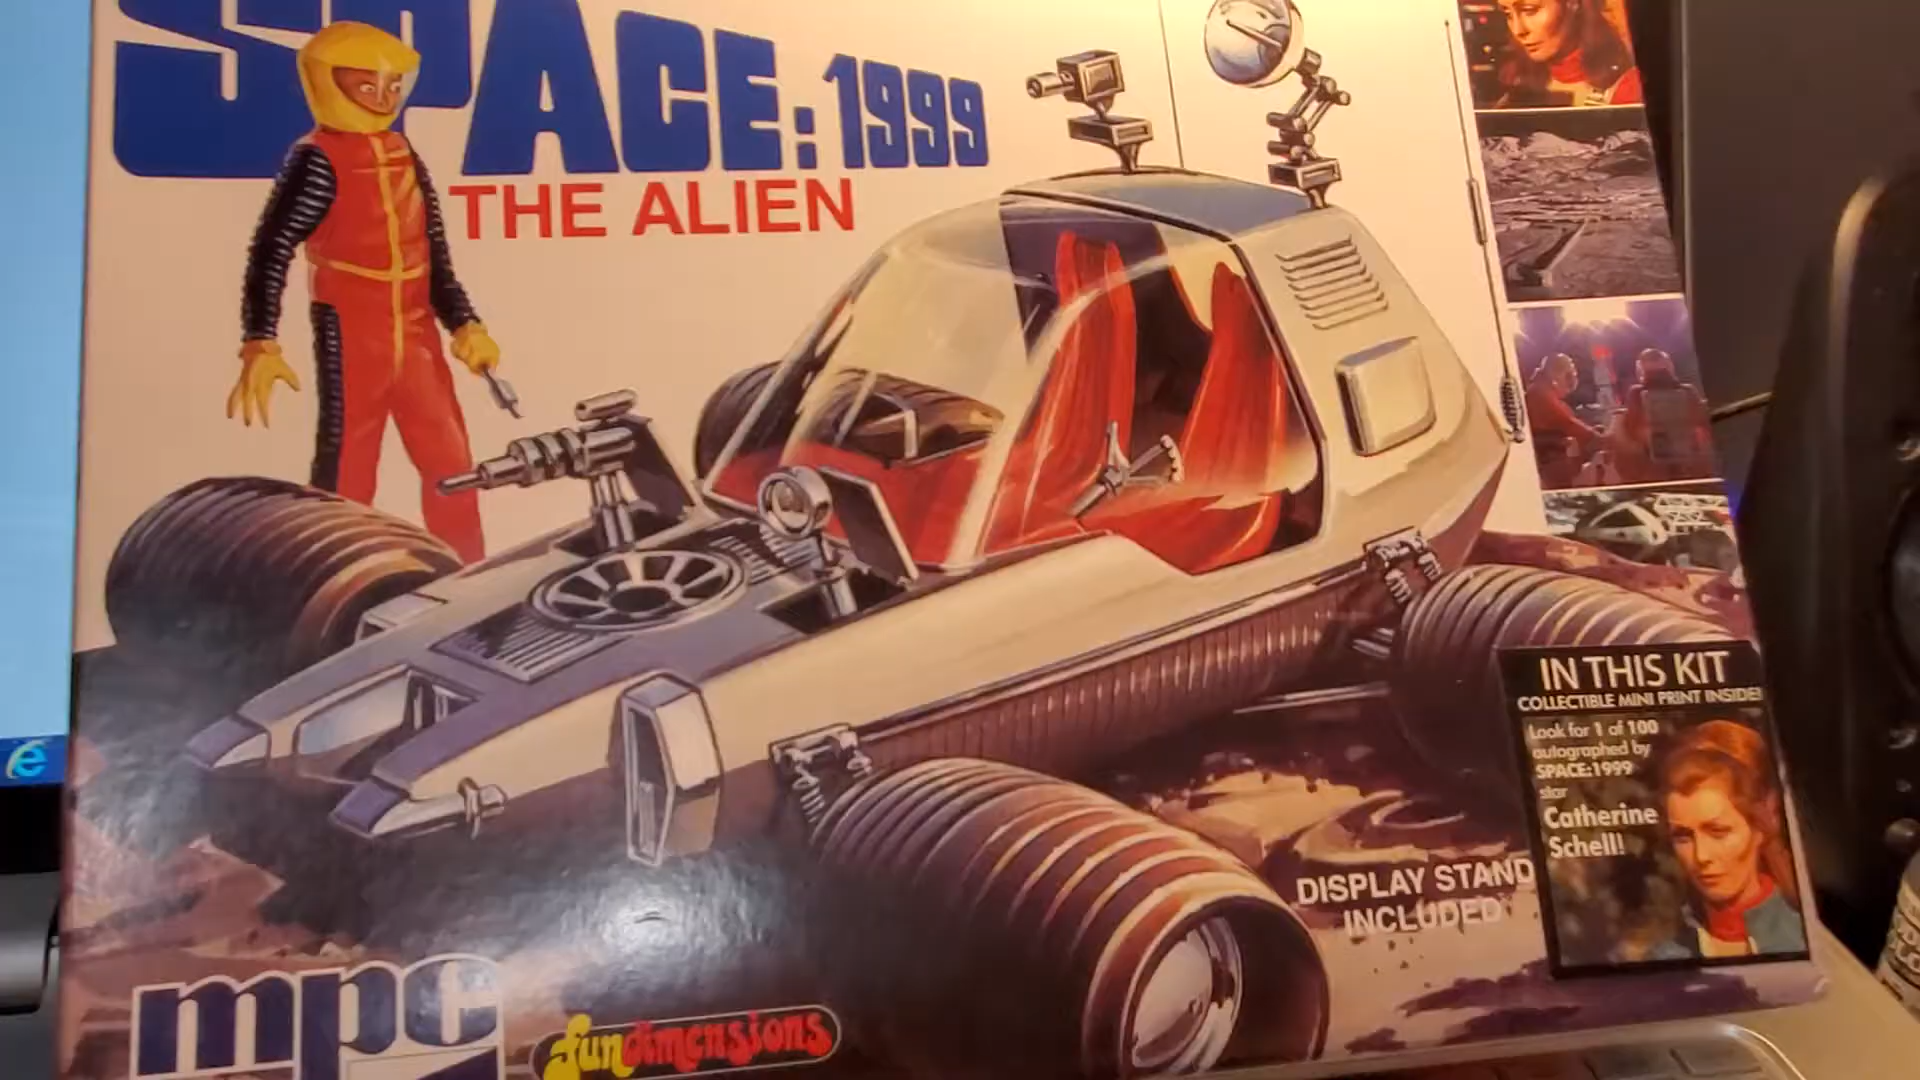 SPACE: 1999
THE ALIEN
IN THIS KIT
COLLECTIBLE MINI PRINT INSIDE!
Look for 1 of 100
autographed by
SPACE:1999
star
Catherine
Schell!
DISPLAY STAND
INCLUDED
mpc
fundimensions